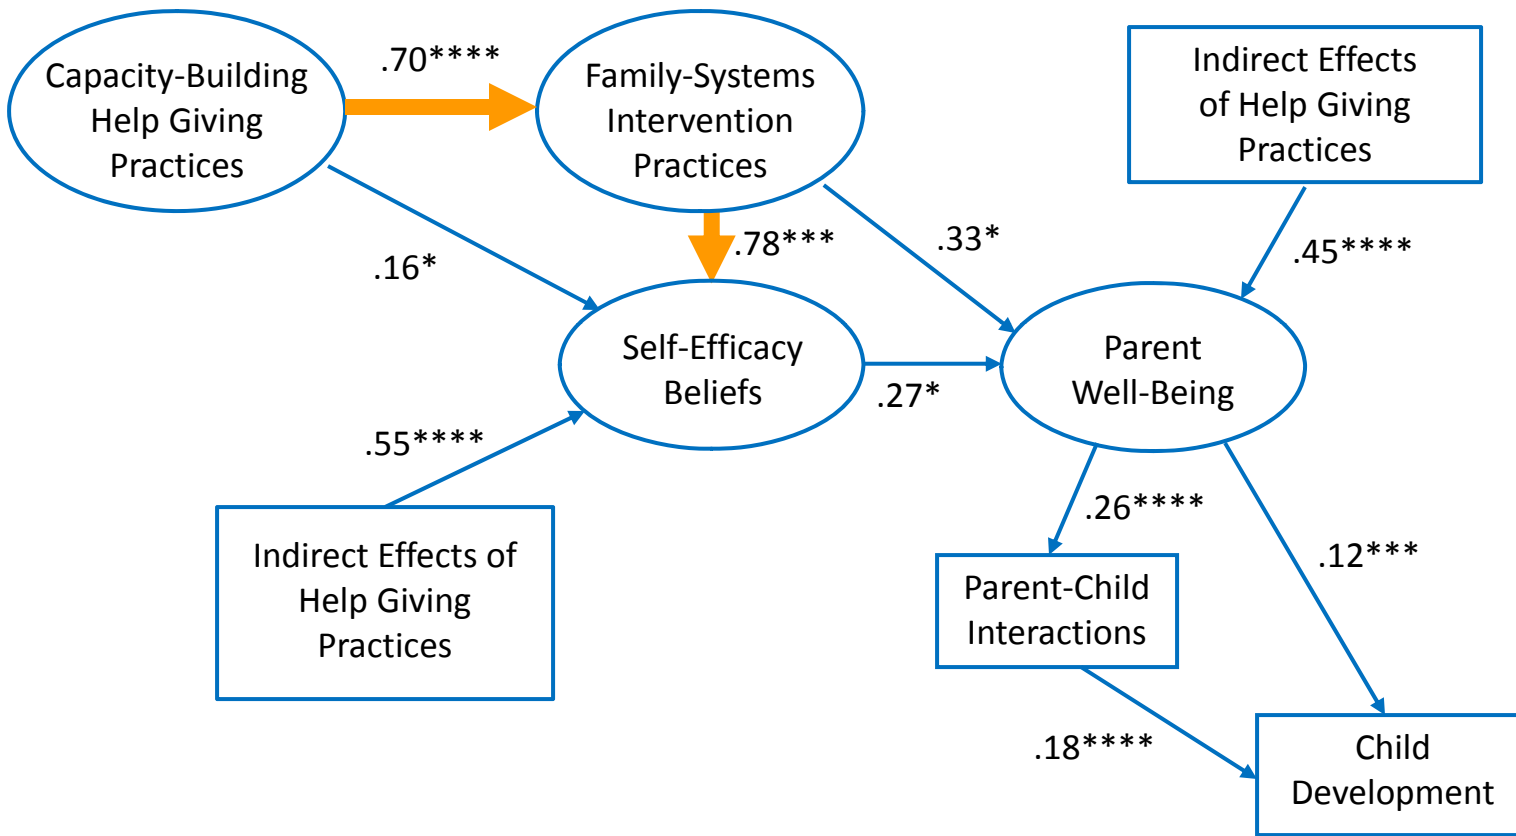 Capacity-Building
Help Giving
Practices
.70****
Family-Systems
Intervention
Practices
Indirect Effects
of Help Giving
Practices
.16*
.78***
.33*
.45****
Self-Efficacy
Beliefs
.27*
Parent
Well-Being
.55****
Indirect Effects of
Help Giving
Practices
.26****
.12***
Parent-Child
Interactions
.18****
Child
Development